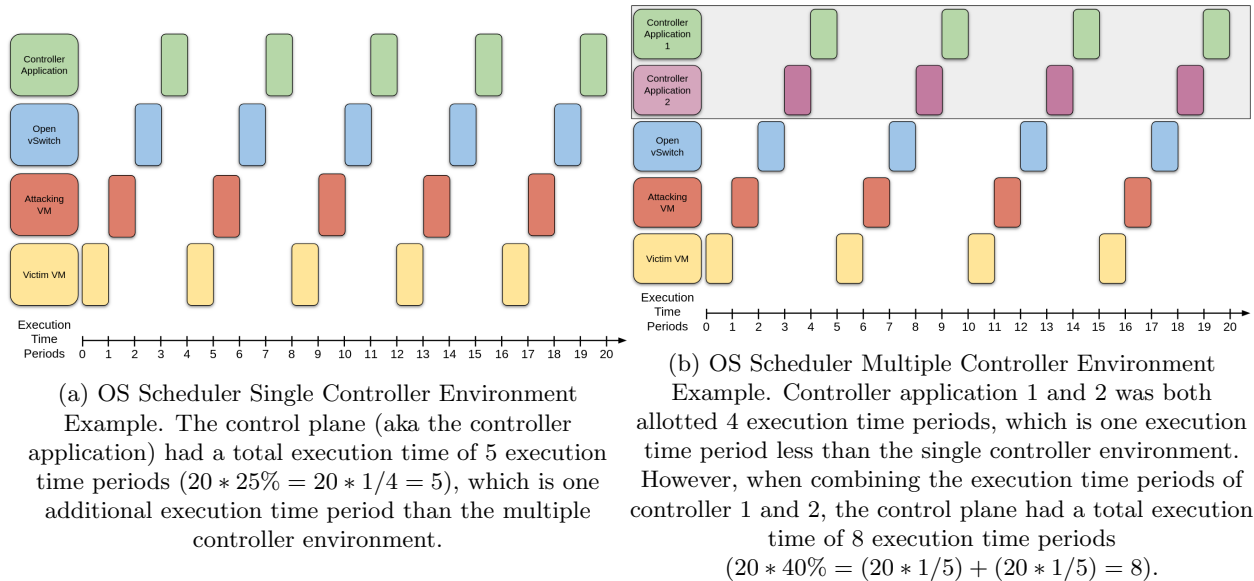 Controller
Application
Open
vSwitch
Attacking
VM
Victim VM
Execution
Time
Periods
0 1 2 3 4 5 6 7 8 9 10 11 12 13 14 15 16 17 18 19 20
(a) OS Scheduler Single Controller Environment
Example. The control plane (aka the controller
application) had a total execution time of 5 execution
time periods (20 ∗ 25% = 20 ∗ 1/4 = 5), which is one
additional execution time period than the multiple
controller environment.
Controller
Application
1
Controller
Application
2
Open
vSwitch
Attacking
VM
Victim VM
Execution
Time
Periods
0 1 2 3 4 5 6 7 8 9 10 11 12 13 14 15 16 17 18 19 20
(b) OS Scheduler Multiple Controller Environment
Example. Controller application 1 and 2 was both
allotted 4 execution time periods, which is one execution
time period less than the single controller environment.
However, when combining the execution time periods of
controller 1 and 2, the control plane had a total execution
time of 8 execution time periods
(20 ∗ 40% = (20 ∗ 1/5) + (20 ∗ 1/5) = 8).